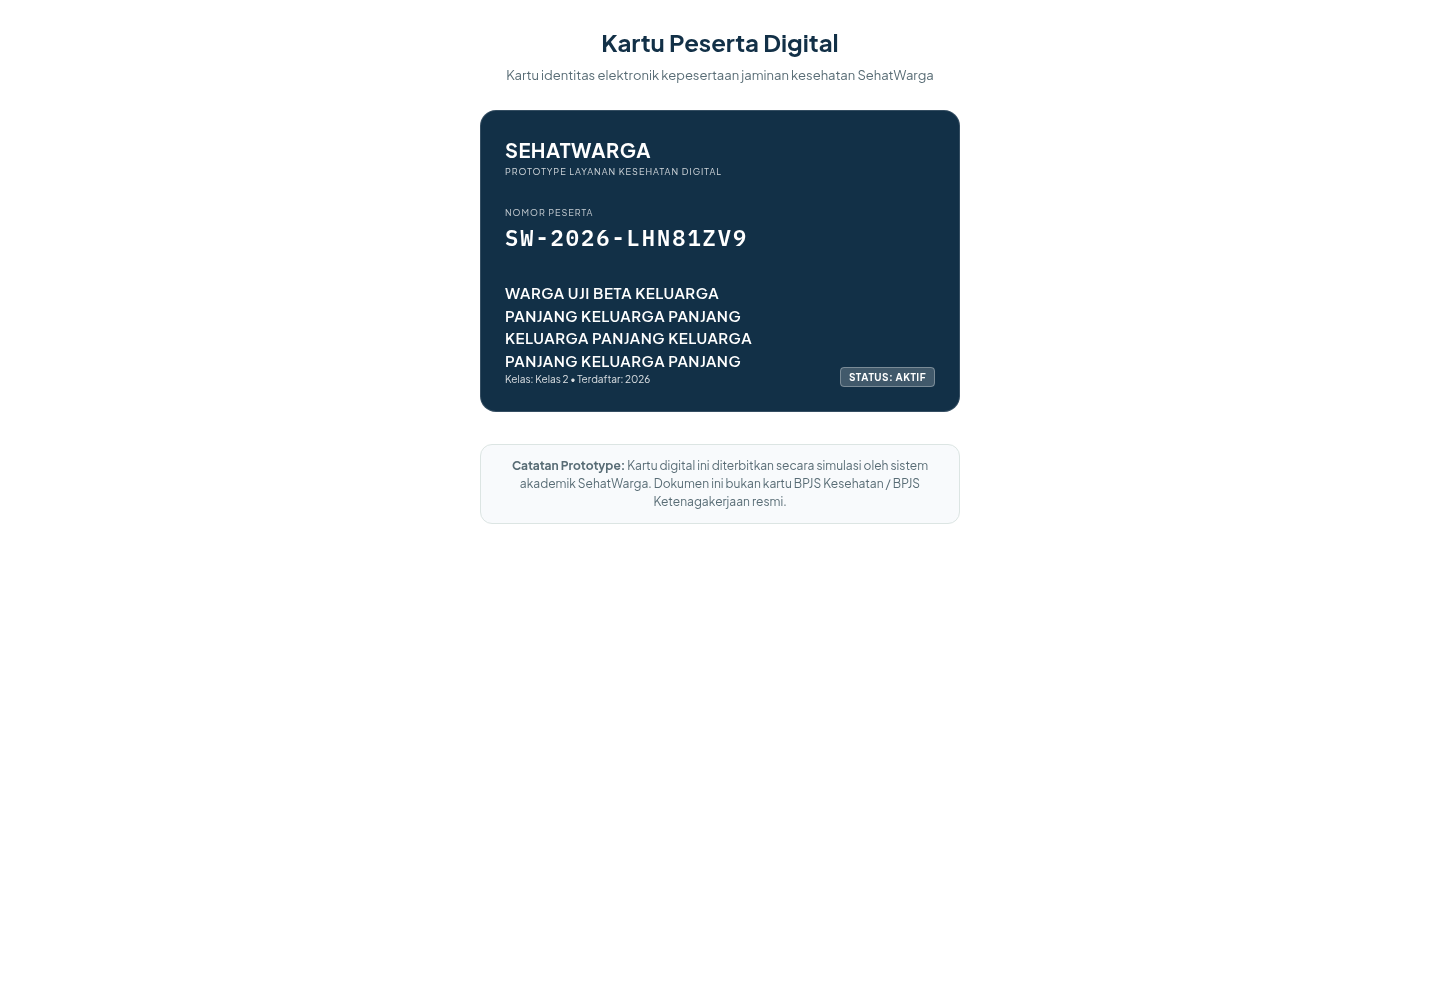 Kartu Peserta Digital
Kartu identitas elektronik kepesertaan jaminan kesehatan SehatWarga
SEHATWARGA
PROTOTYPE LAYANAN KESEHATAN DIGITAL
NOMOR PESERTA
SW-2026-LHN81ZV9
WARGA UJI BETA KELUARGA
PANJANG KELUARGA PANJANG
KELUARGA PANJANG KELUARGA
PANJANG KELUARGA PANJANG
Kelas: Kelas 2 • Terdaftar: 2026
STATUS: AKTIF
Catatan Prototype: Kartu digital ini diterbitkan secara simulasi oleh sistem
akademik SehatWarga. Dokumen ini bukan kartu BPJS Kesehatan / BPJS
Ketenagakerjaan resmi.